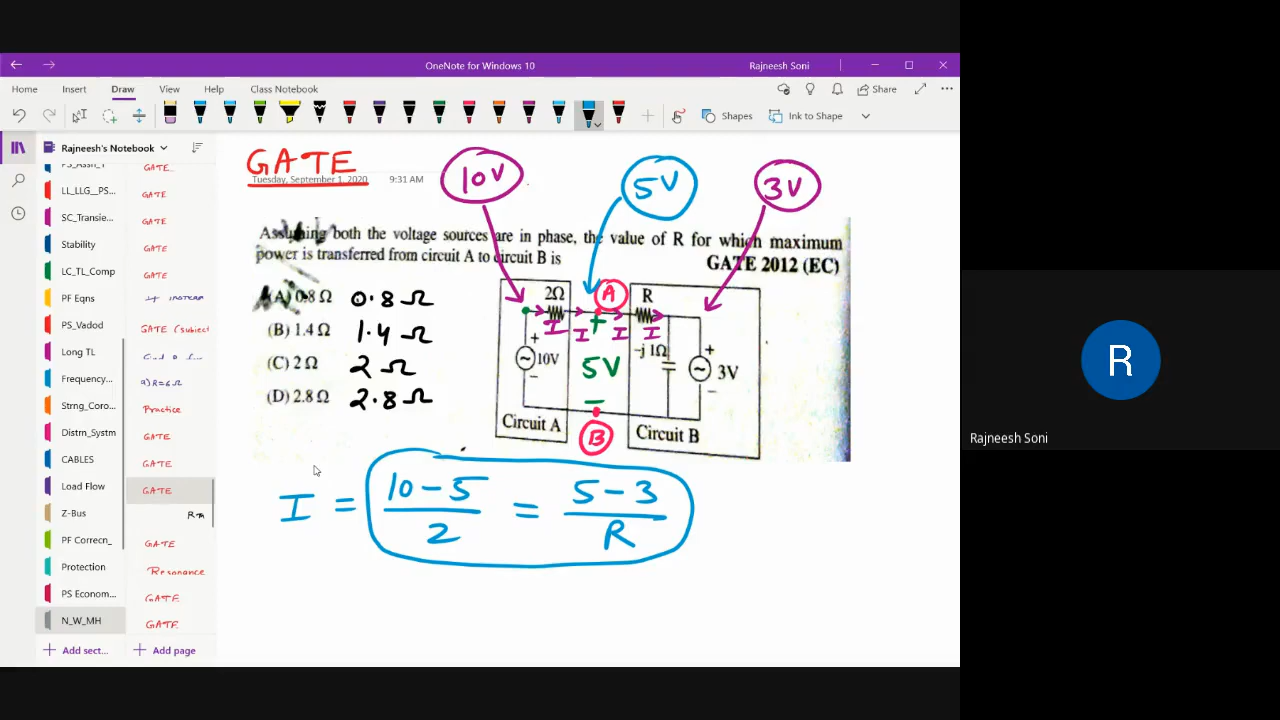 OneNote for Windows 10
Rajneesh Soni
Home Insert Draw View Help Class Notebook
Share
Shapes
Ink to Shape
Rajneesh's Notebook
PS_Assn_1
LL_LLG_PS...
SC_Transie...
Stability
LC_TL_Comp
PF Eqns
PS_Vadod
Long TL
Frequency...
Strng_Coro...
Distrn_Systm
CABLES
Load Flow
Z-Bus
PF Correcn_
Protection
PS Econom...
N_W_MH
Add sect...
GATE
GATE
GATE
GATE
GATE
GATE (subject
a) R=6Ω
Practice
GATE
GATE
GATE
GATE
Resonance
GATE
GATE
Add page
GATE
Tuesday, September 1, 2020 9:31 AM
10V
5V
3V
Assuming both the voltage sources are in phase, the value of R for which maximum
power is transferred from circuit A to circuit B is
GATE 2012 (EC)
(A) 0.8 Ω 0.8 Ω
(B) 1.4 Ω 1.4 Ω
(C) 2 Ω 2 Ω
(D) 2.8 Ω 2.8 Ω
2Ω A R
I I I I
+ + +
10V 5V -j 1Ω 3V
− − −
Circuit A B Circuit B
I = 10-5/2 = 5-3/R
R
Rajneesh Soni